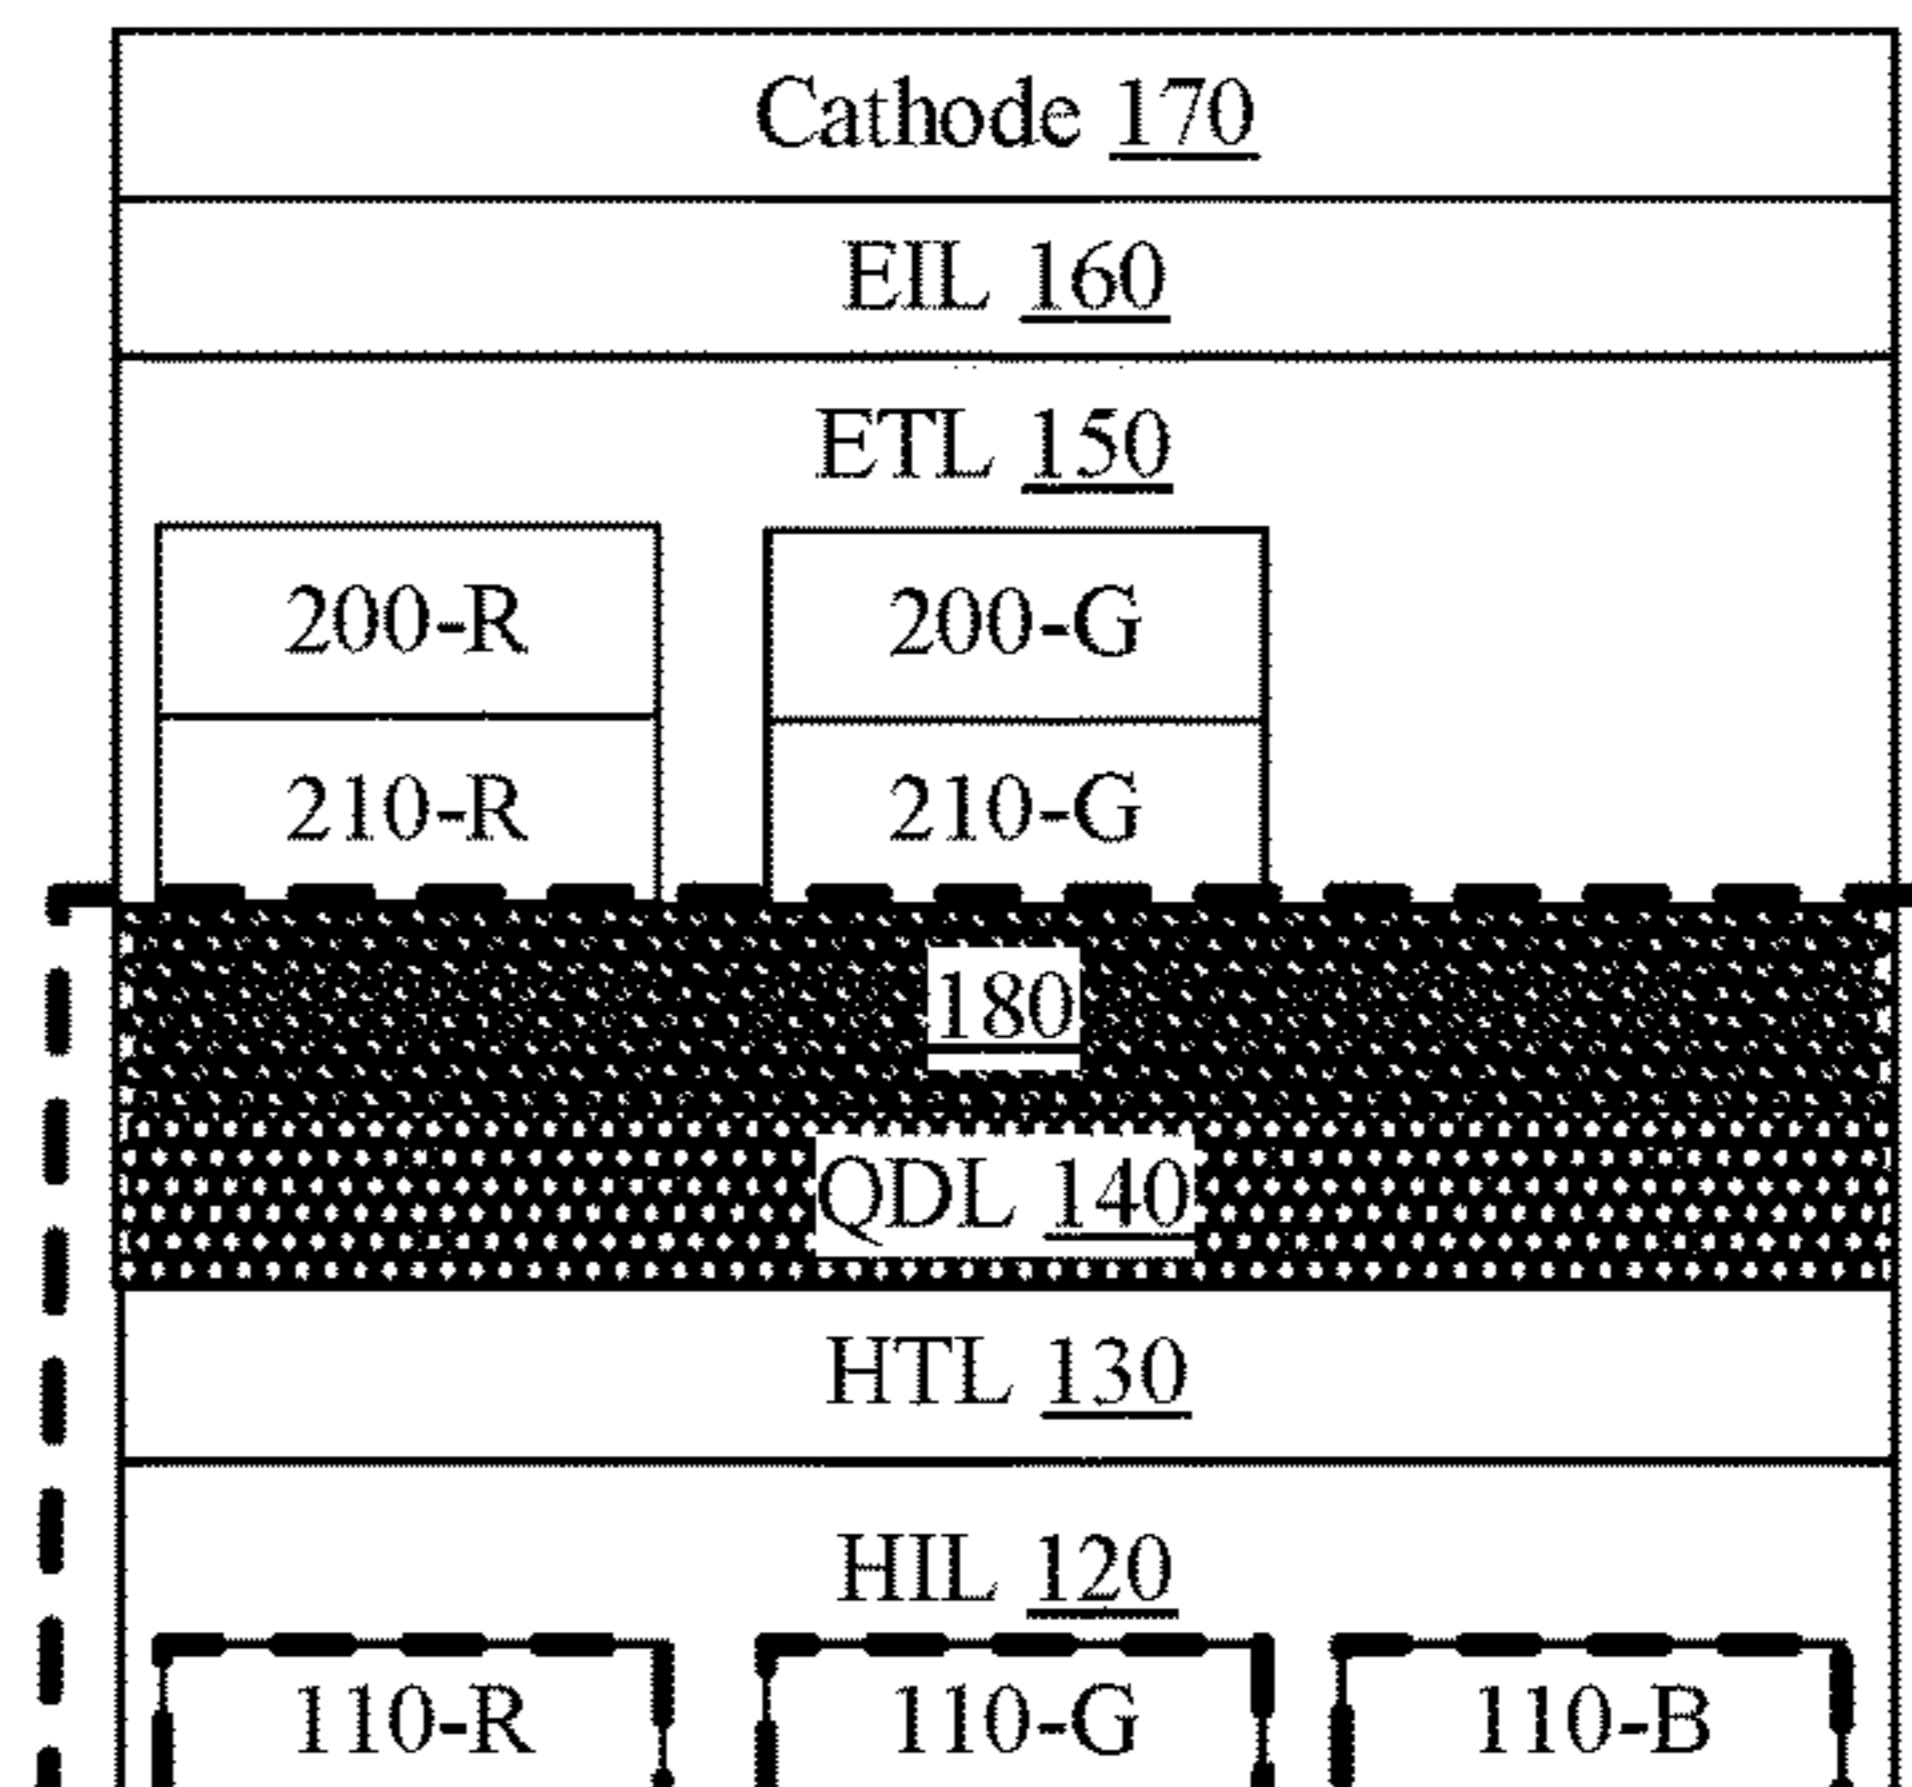 Cathode 170
EIL 160
ETL 150
200-R 200-G
210-R 210-G
180
QDL 140
HTL 130
HIL 120
110-R 110-G 110-B